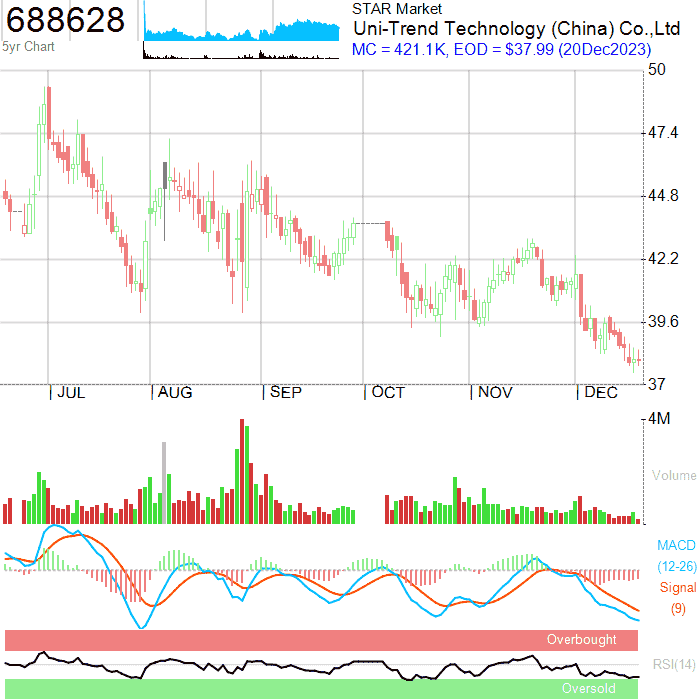 688628
5yr Chart
STAR Market
Uni-Trend Technology (China) Co.,Ltd
MC = 421.1K, EOD = $37.99 (20Dec2023)
50
47.4
44.8
42.2
39.6
37
JUL
AUG
SEP
OCT
NOV
DEC
4M
Volume
MACD
(12-26)
Signal
(9)
Overbought
RSI(14)
Oversold